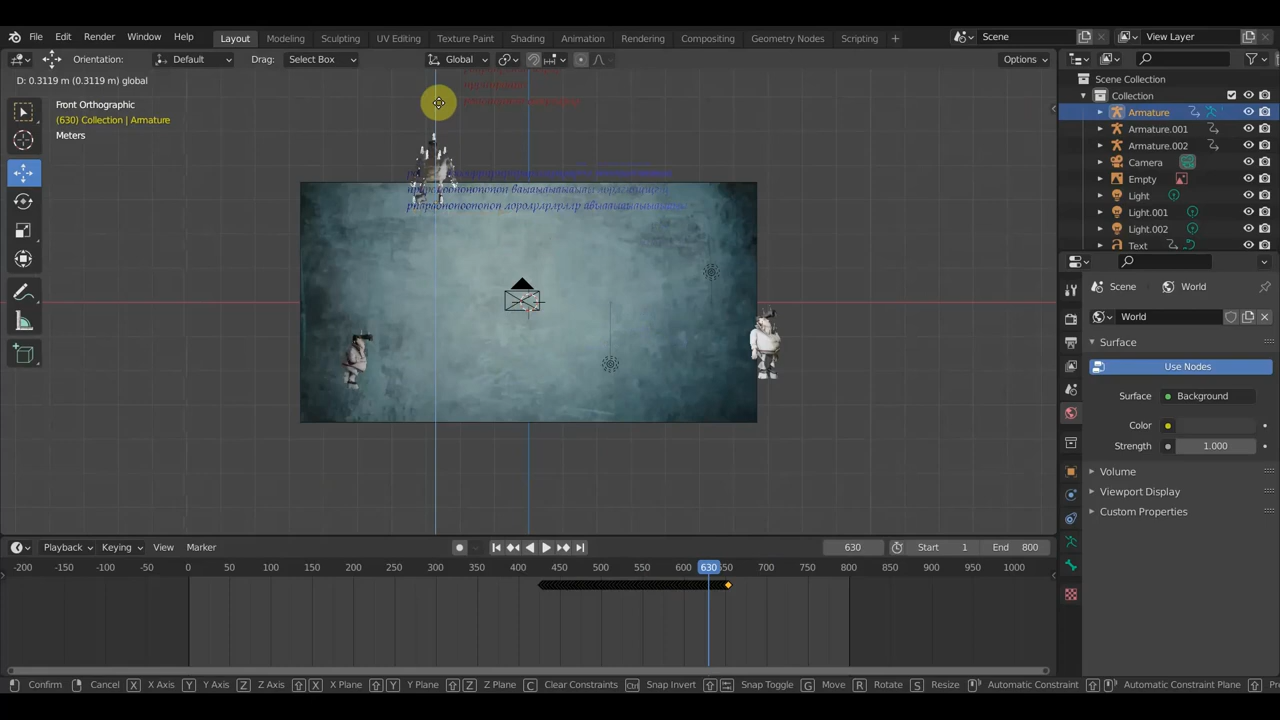 File Edit Render Window Help Layout Modeling Sculpting UV Editing Texture Paint Shading Animation Rendering Compositing Geometry Nodes Scripting + Scene View Layer
Orientation: Default Drag: Select Box Global Options
D: 0.3119 m (0.3119 m) global
Front Orthographic
(630) Collection | Armature
Meters
Scene Collection
Collection
Armature
Armature.001
Armature.002
Camera
Empty
Light
Light.001
Light.002
Text
Scene World
World
Surface
Use Nodes
Surface Background
Color
Strength 1.000
Volume
Viewport Display
Custom Properties
Playback Keying View Marker 630 Start 1 End 800
-200 -150 -100 -50 0 50 100 150 200 250 300 350 400 450 500 550 600 630 650 700 750 800 850 900 950 1000
Confirm Cancel X X Axis Y Y Axis Z Z Axis X X Plane Y Y Plane Z Z Plane C Clear Constraints Ctrl Snap Invert Snap Toggle G Move R Rotate S Resize Automatic Constraint Automatic Constraint Plane